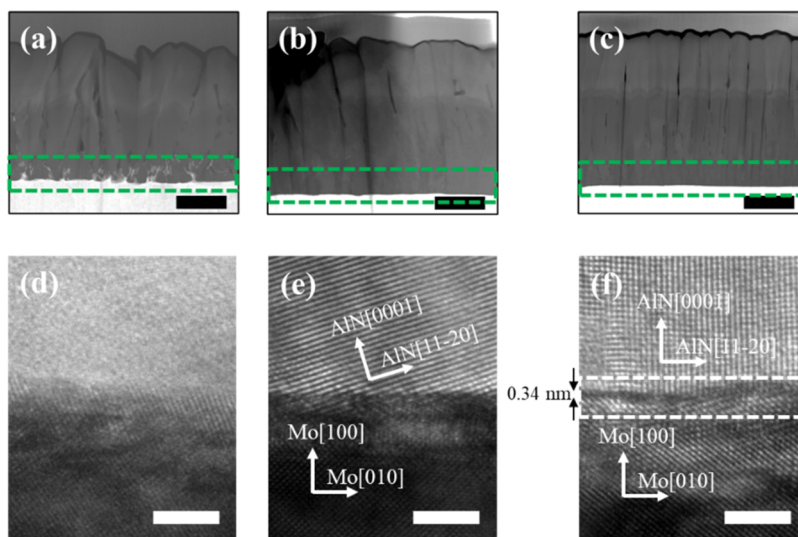 (a)
(b)
(c)
(d)
(e)
AlN[0001]
AlN[11-20]
Mo[100]
Mo[010]
(f)
AlN[0001]
AlN[11-20]
0.34 nm
Mo[100]
Mo[010]